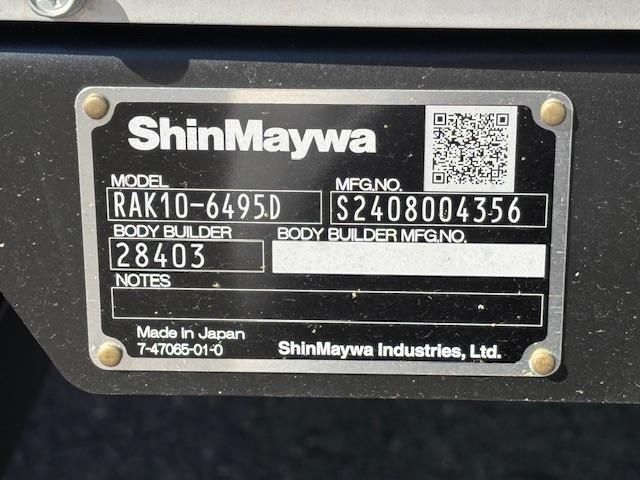 ShinMaywa
MODEL MFG.NO.
RAK10-6495D S2408004356
BODY BUILDER BODY BUILDER MFG.NO.
28403
NOTES
Made In Japan
7-47065-01-0 ShinMaywa Industries, Ltd.